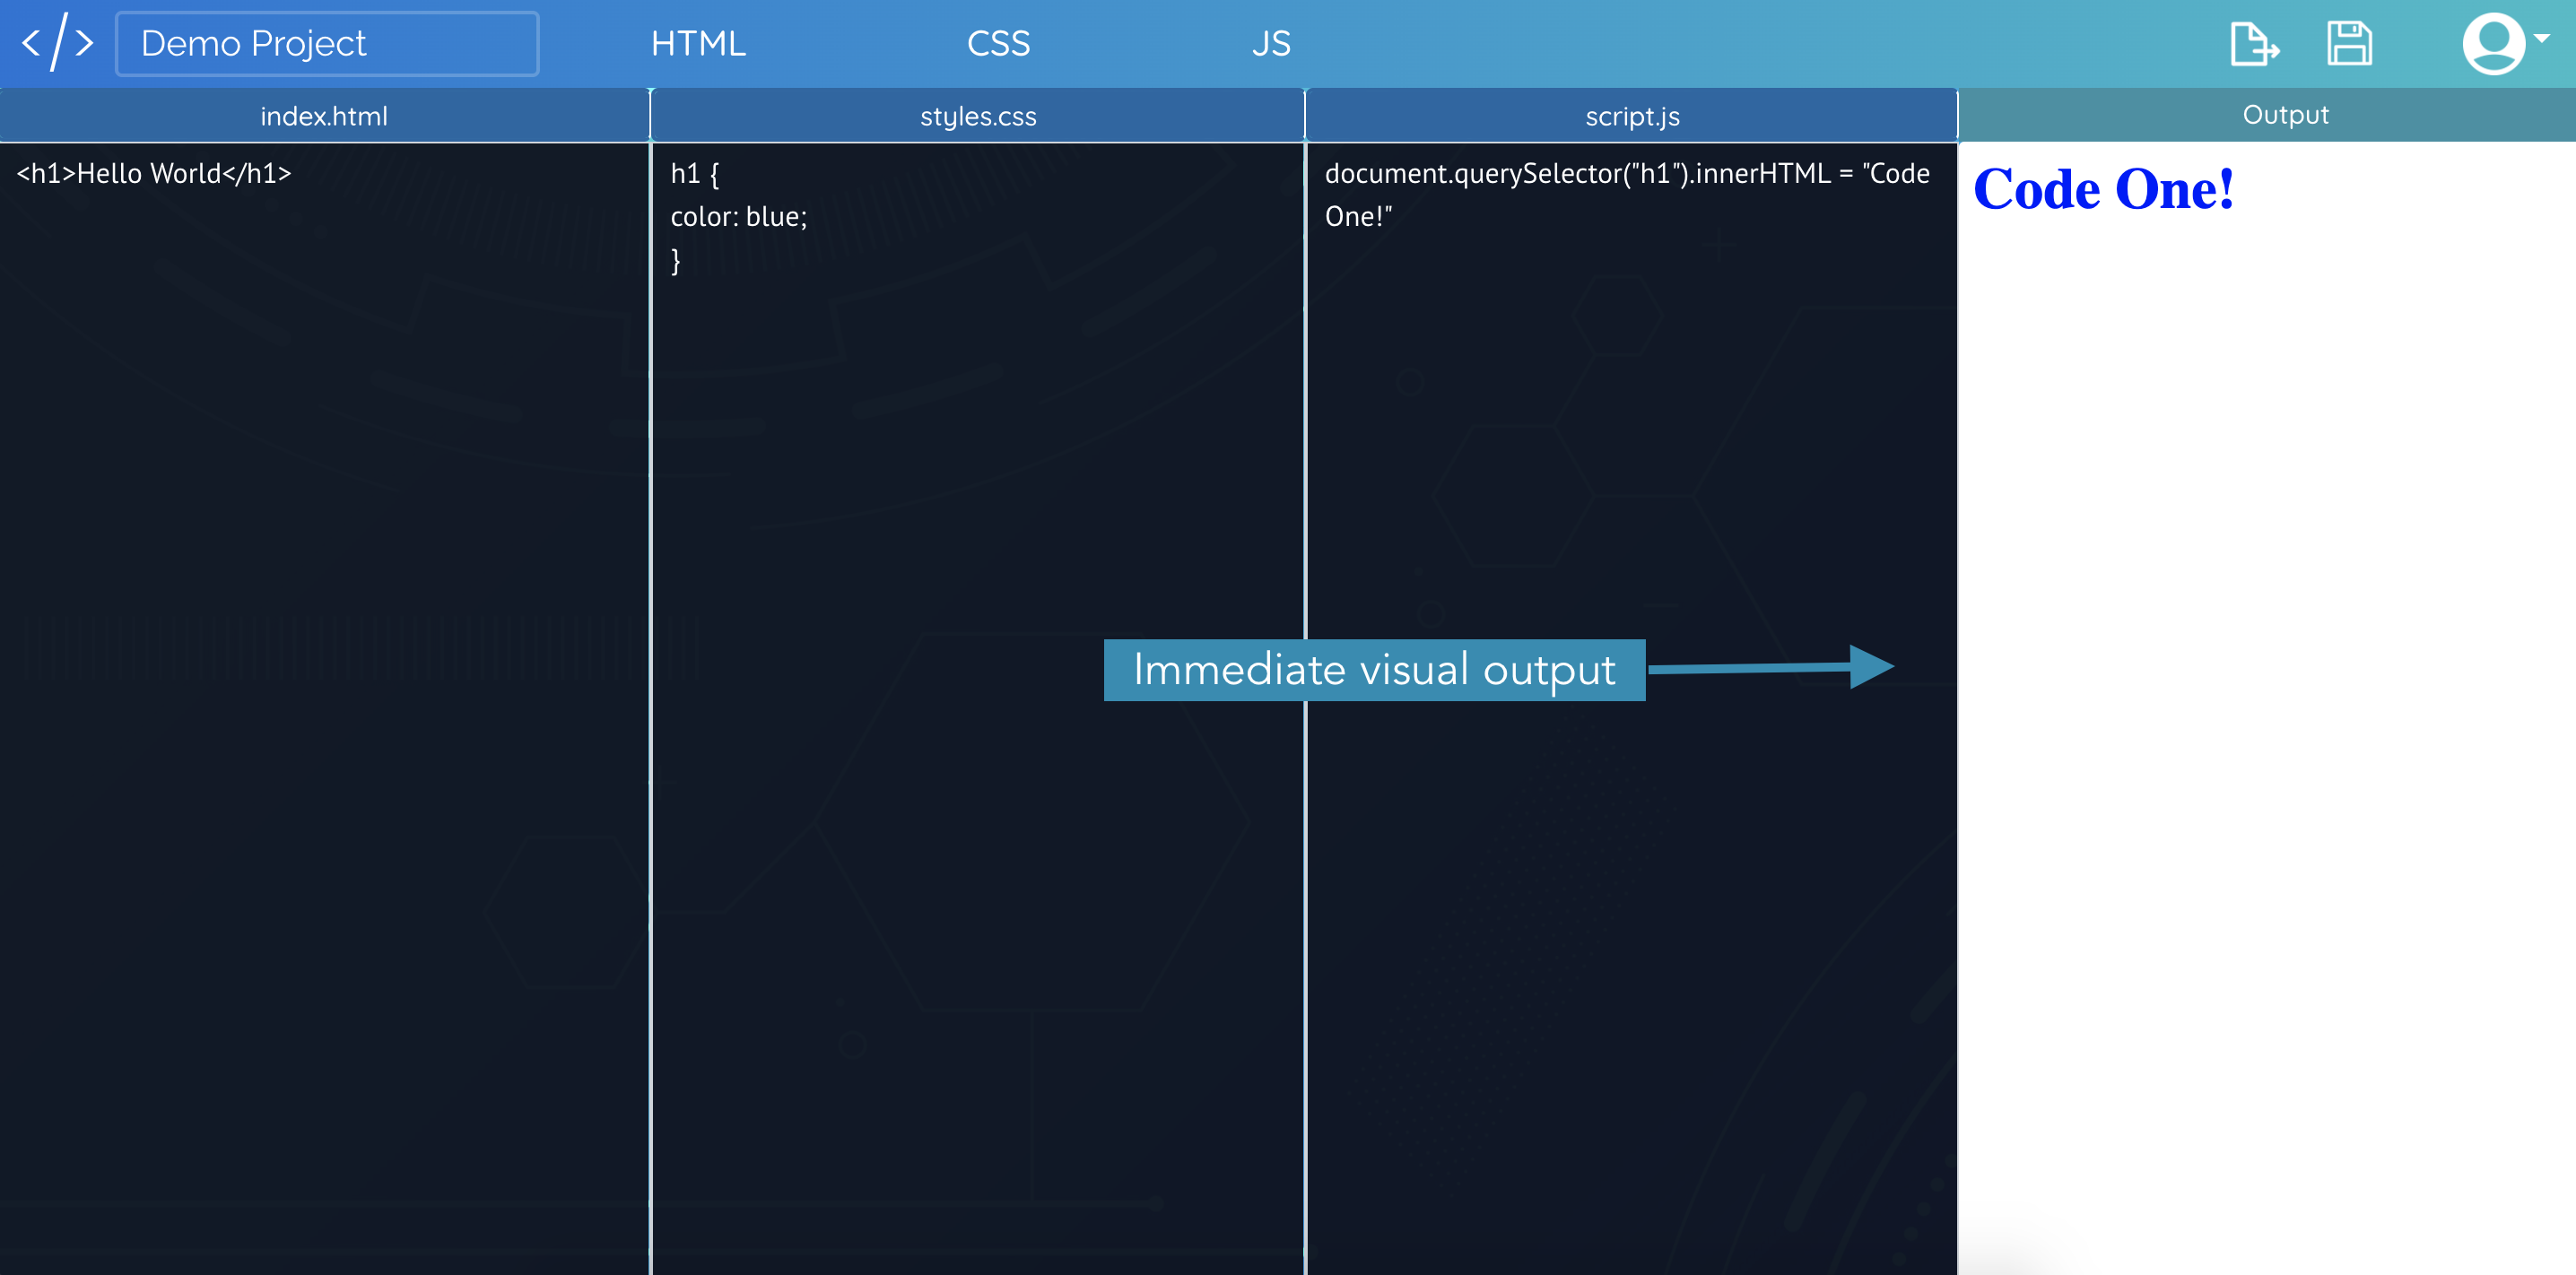 </> Demo Project HTML CSS JS
index.html styles.css script.js Output
<h1>Hello World</h1>
h1 {
color: blue;
}
document.querySelector("h1").innerHTML = "Code
One!"
Code One!
Immediate visual output